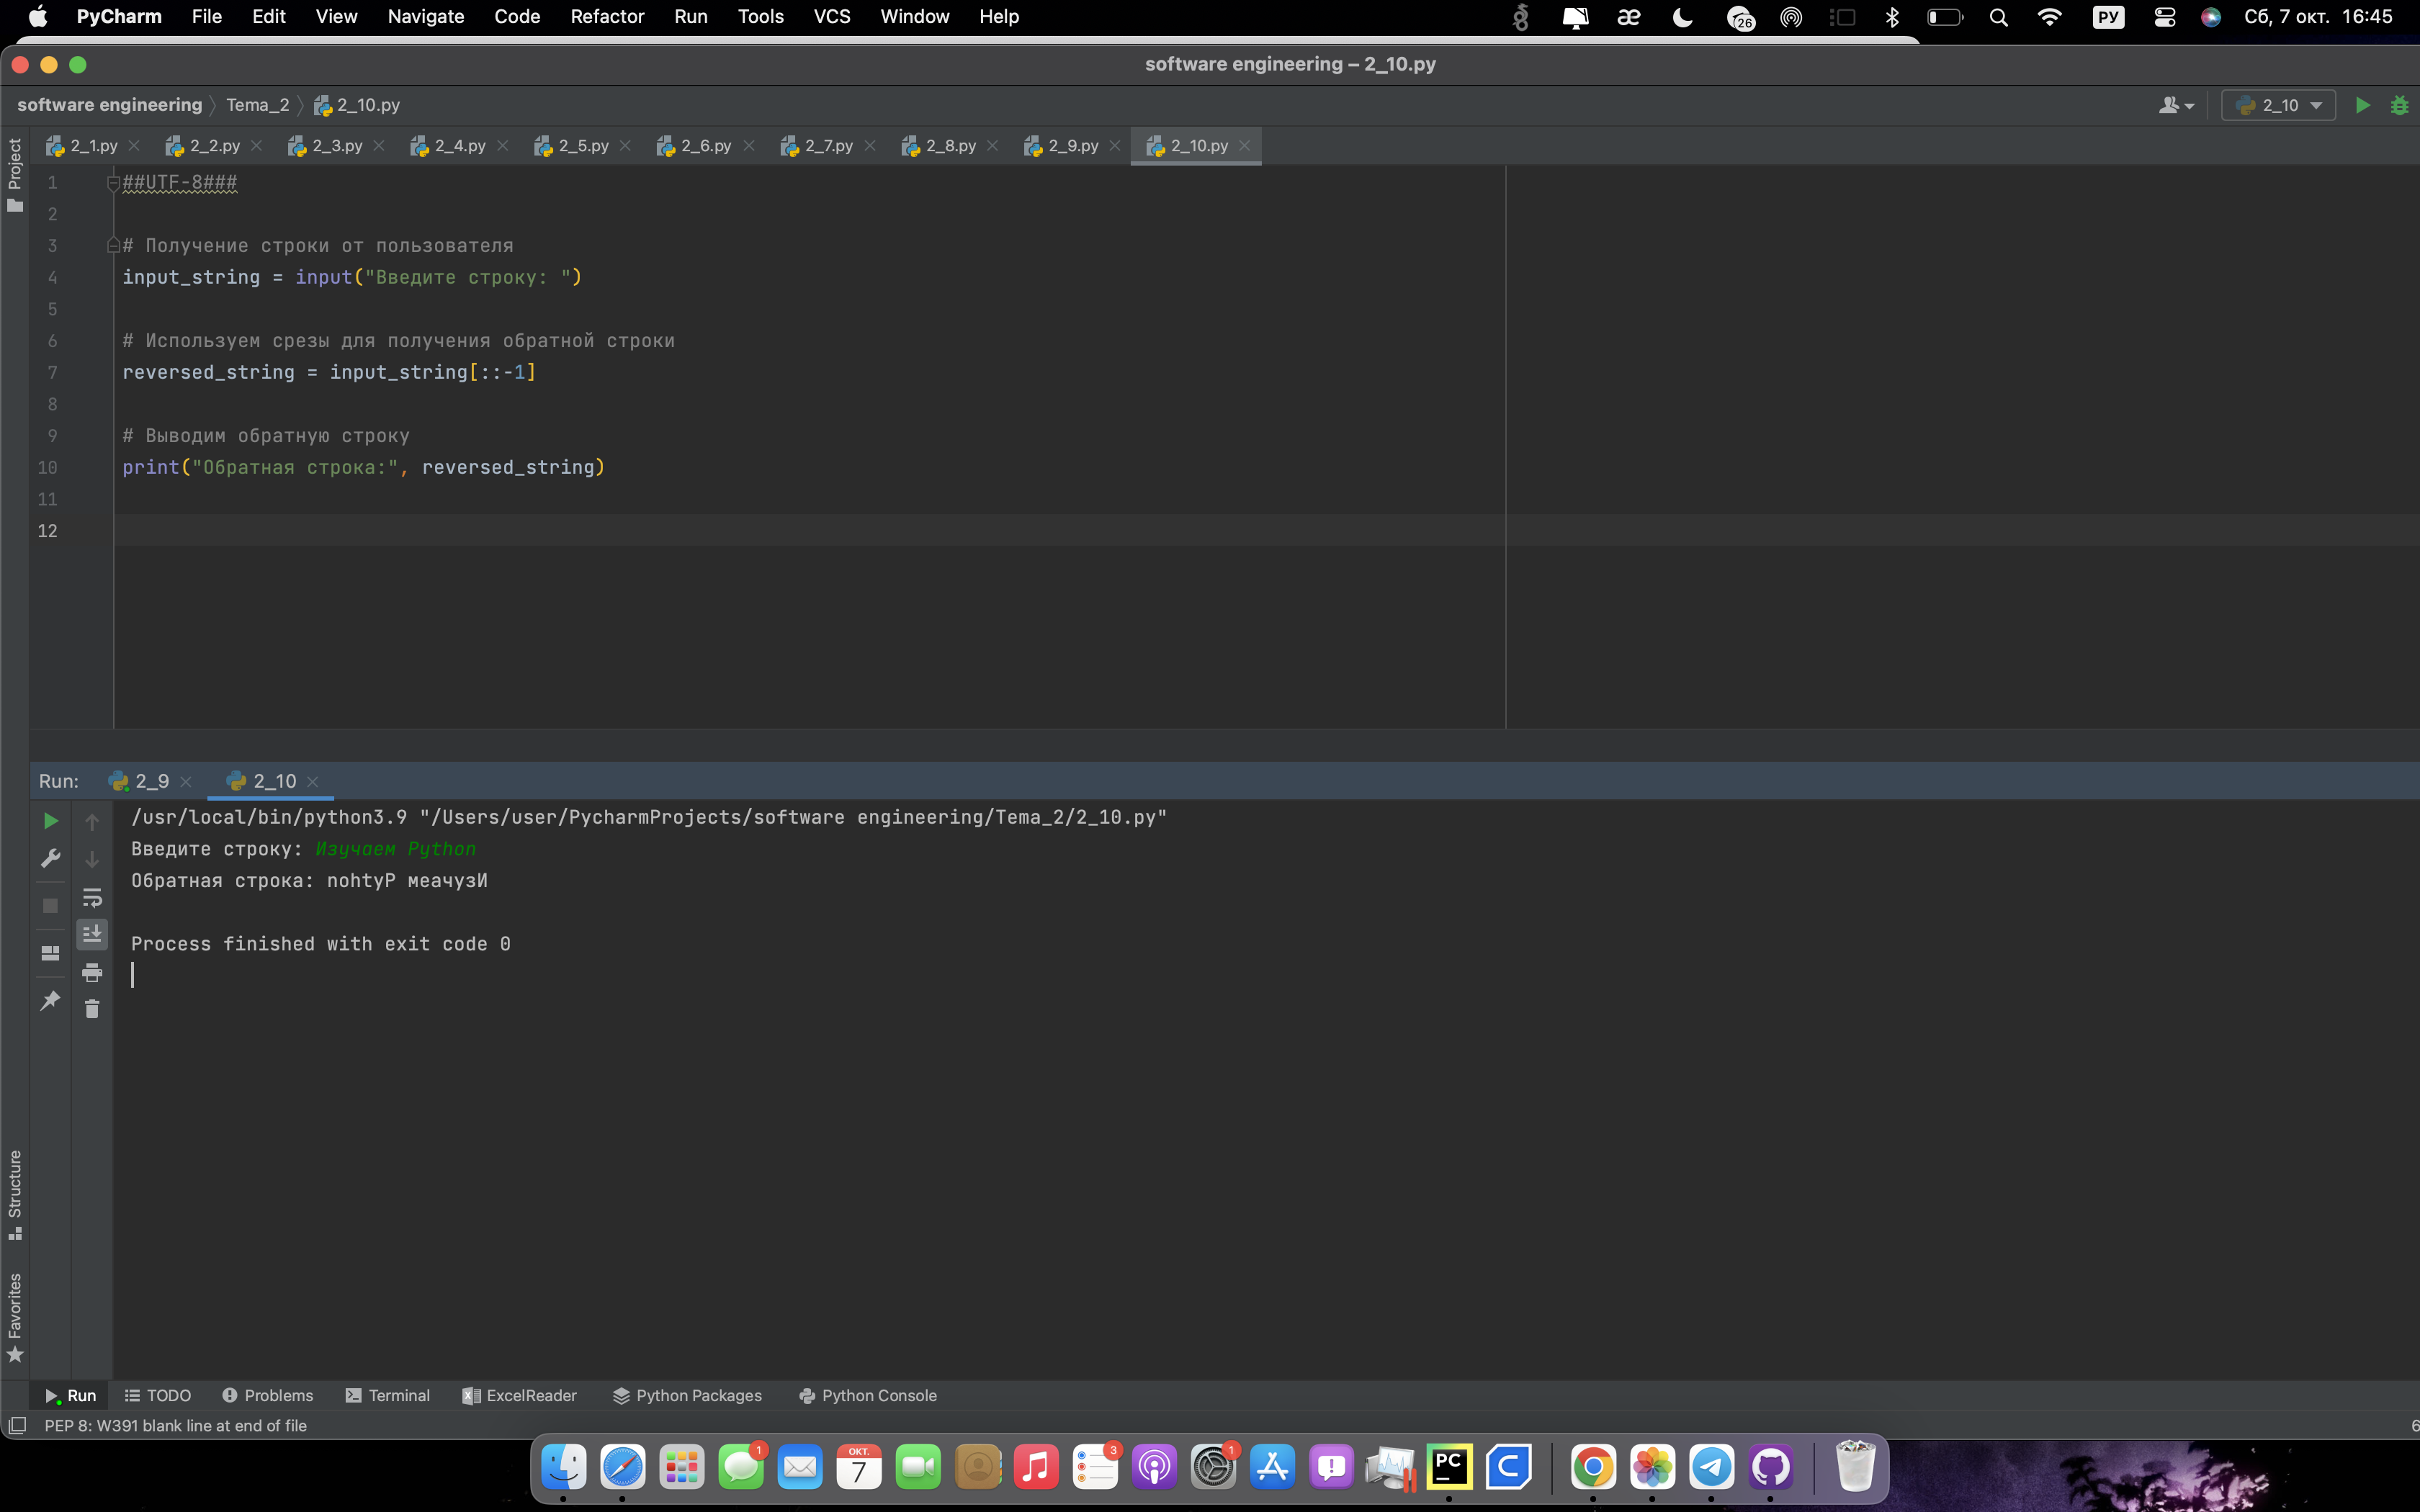 PyCharm File Edit View Navigate Code Refactor Run Tools VCS Window Help æ 26 РУ Сб, 7 окт. 16:45
software engineering – 2_10.py
software engineering Tema_2 2_10.py 2_10
2_1.py 2_2.py 2_3.py 2_4.py 2_5.py 2_6.py 2_7.py 2_8.py 2_9.py 2_10.py
Project
1 ##UTF-8###
2
3 # Получение строки от пользователя
4 input_string = input("Введите строку: ")
5
6 # Используем срезы для получения обратной строки
7 reversed_string = input_string[::-1]
8
9 # Выводим обратную строку
10 print("Обратная строка:", reversed_string)
11
12
Run: 2_9 2_10
/usr/local/bin/python3.9 "/Users/user/PycharmProjects/software engineering/Tema_2/2_10.py"
Введите строку: Изучаем Python
Обратная строка: nohtyP меачузИ
Process finished with exit code 0
Structure
Favorites
Run TODO Problems Terminal ExcelReader Python Packages Python Console
PEP 8: W391 blank line at end of file 6
1 ОКТ. 7 3 1 PC C